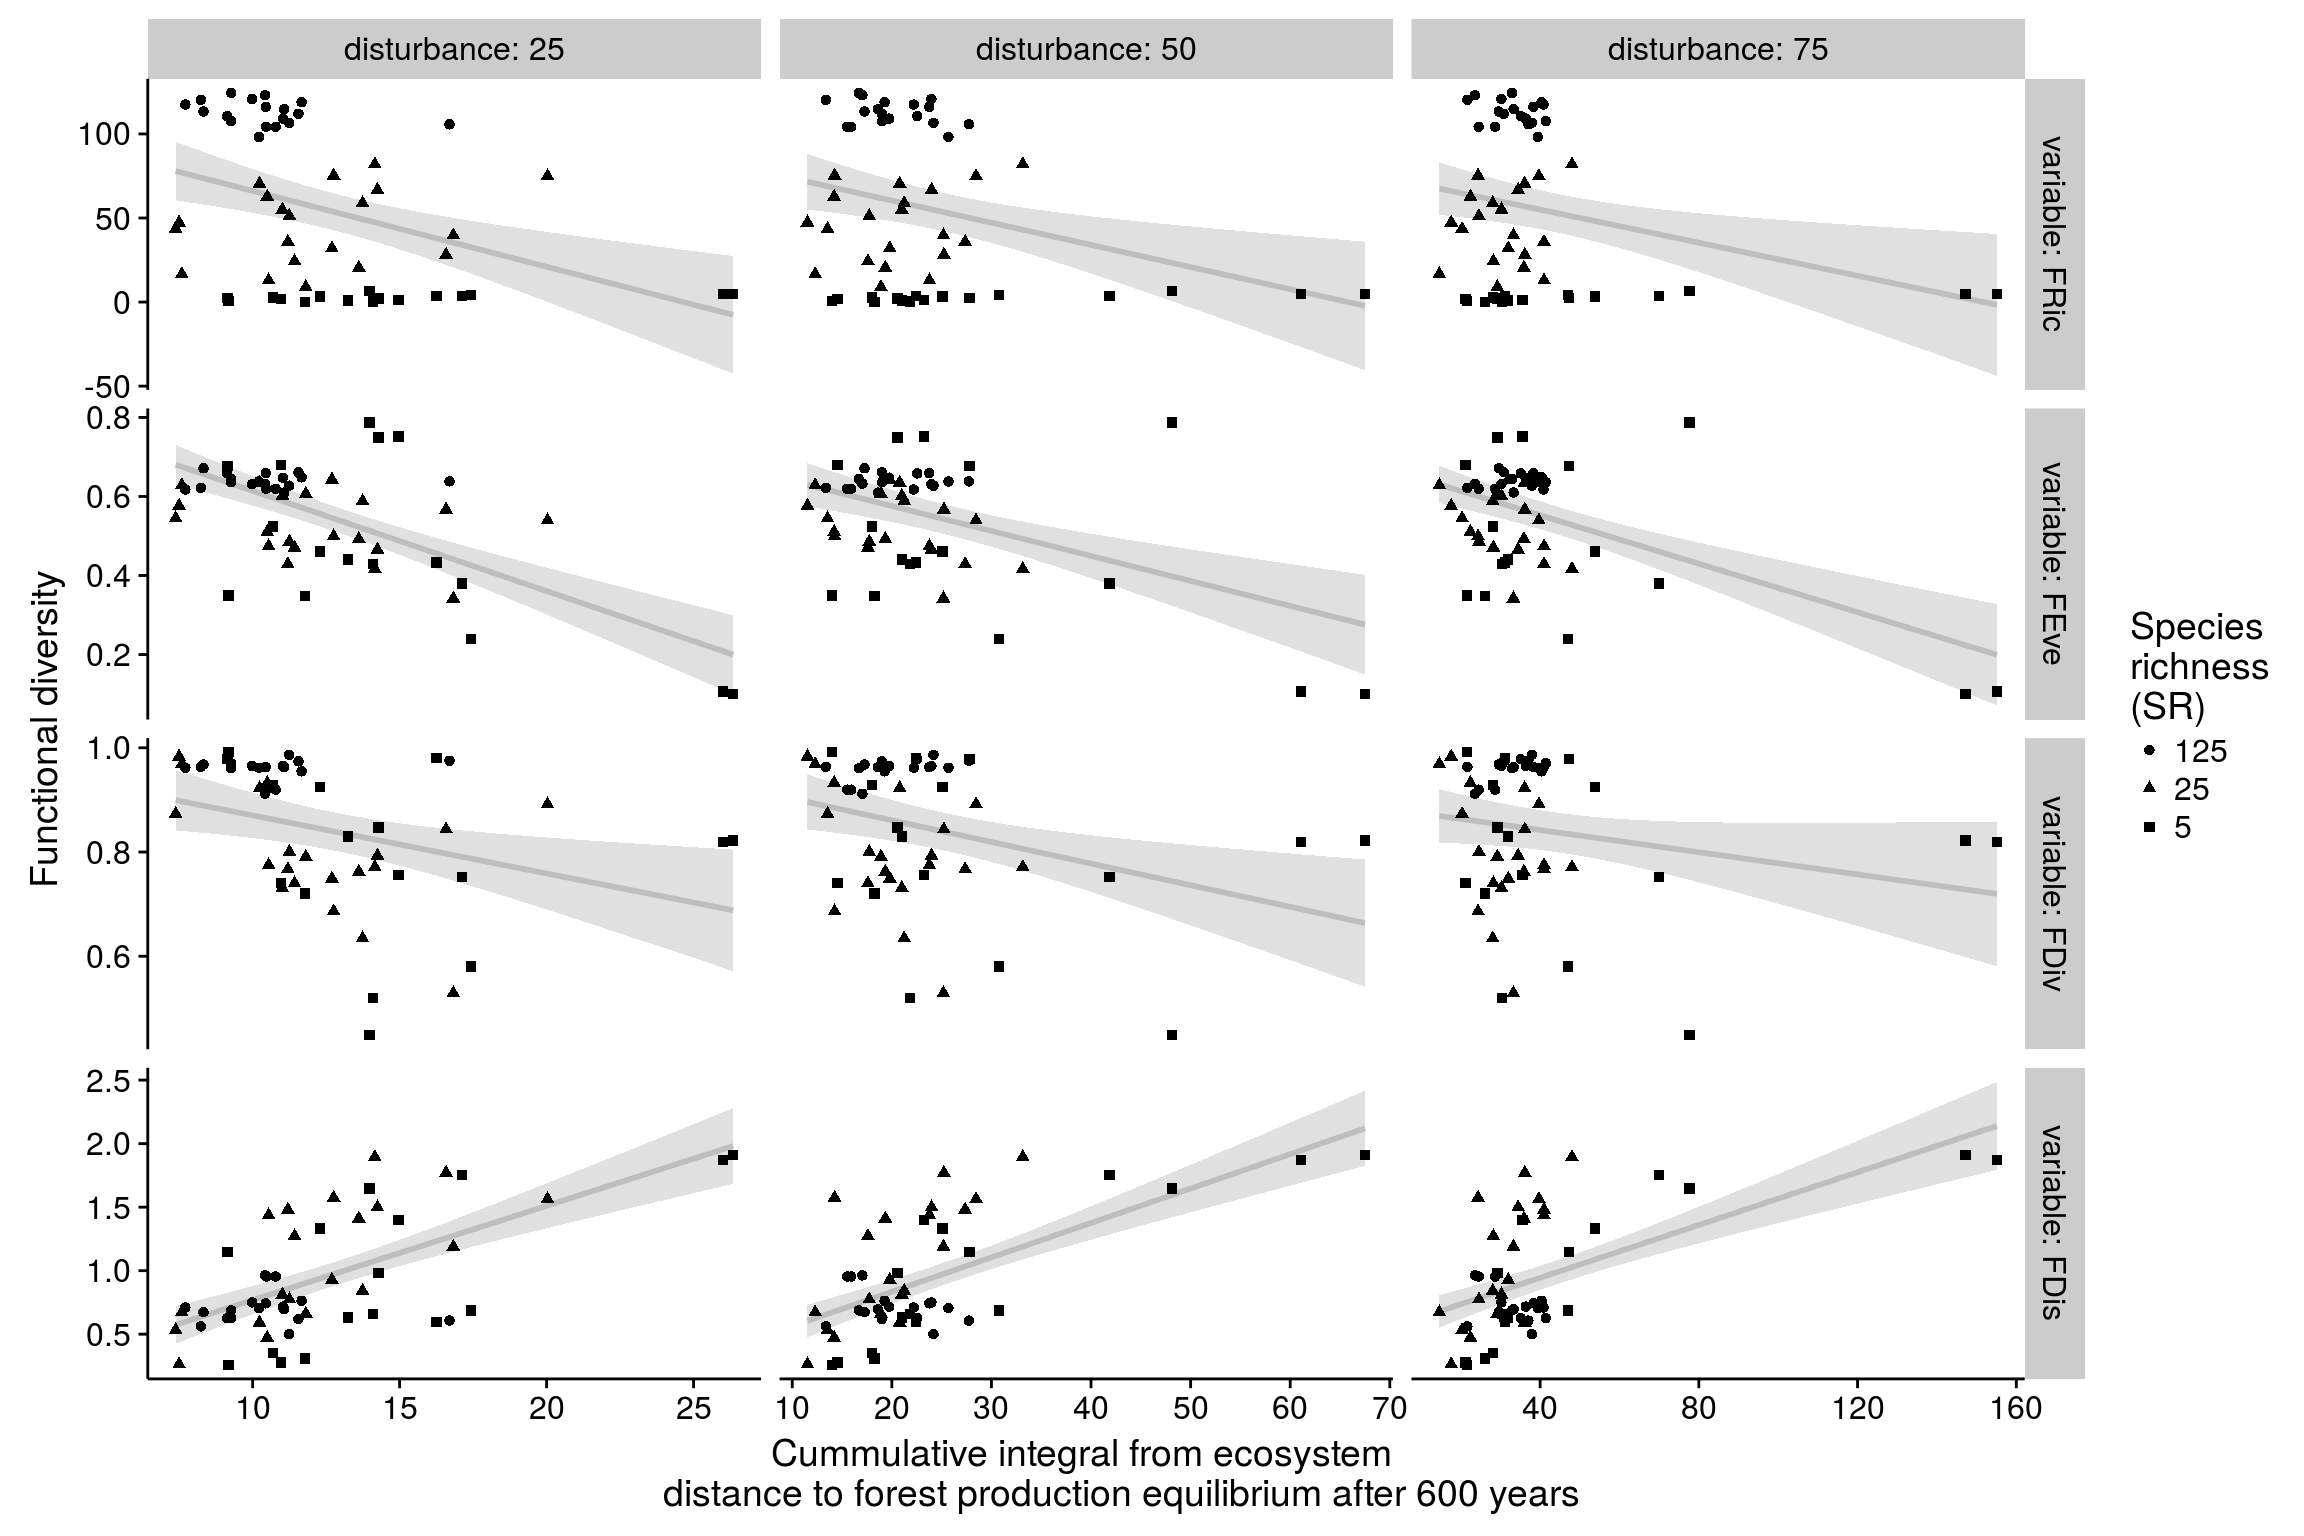 disturbance: 25
disturbance: 50
disturbance: 75
100
50
0
-50
variable: FRic
0.8
0.6
0.4
0.2
variable: FEve
1.0
0.8
0.6
variable: FDiv
2.5
2.0
1.5
1.0
0.5
variable: FDis
Functional diversity
10 15 20 25
10 20 30 40 50 60 70
40 80 120 160
Cummulative integral from ecosystem
distance to forest production equilibrium after 600 years
Species
richness
(SR)
125
25
5